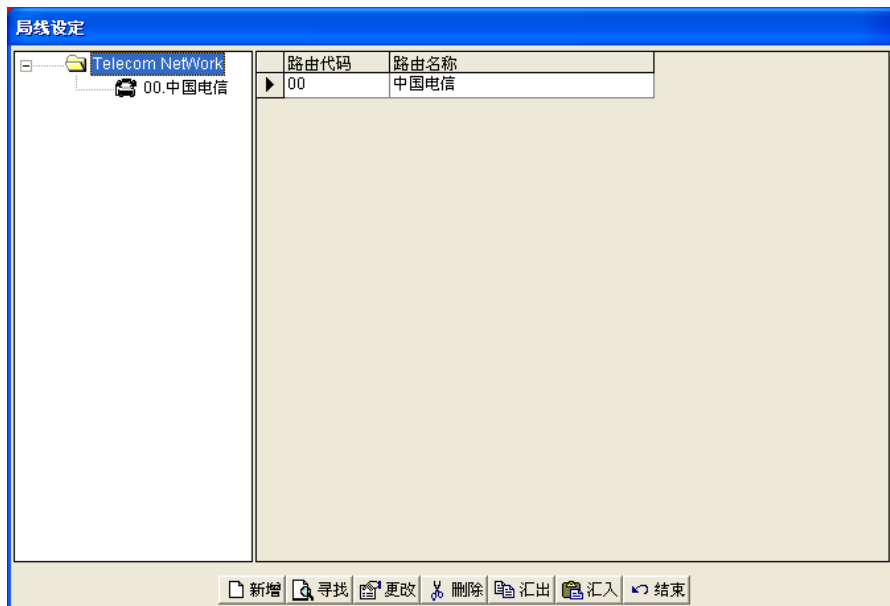 局线设定
Telecom NetWork
00.中国电信
路由代码 路由名称
00 中国电信
新增 寻找 更改 删除 汇出 汇入 结束